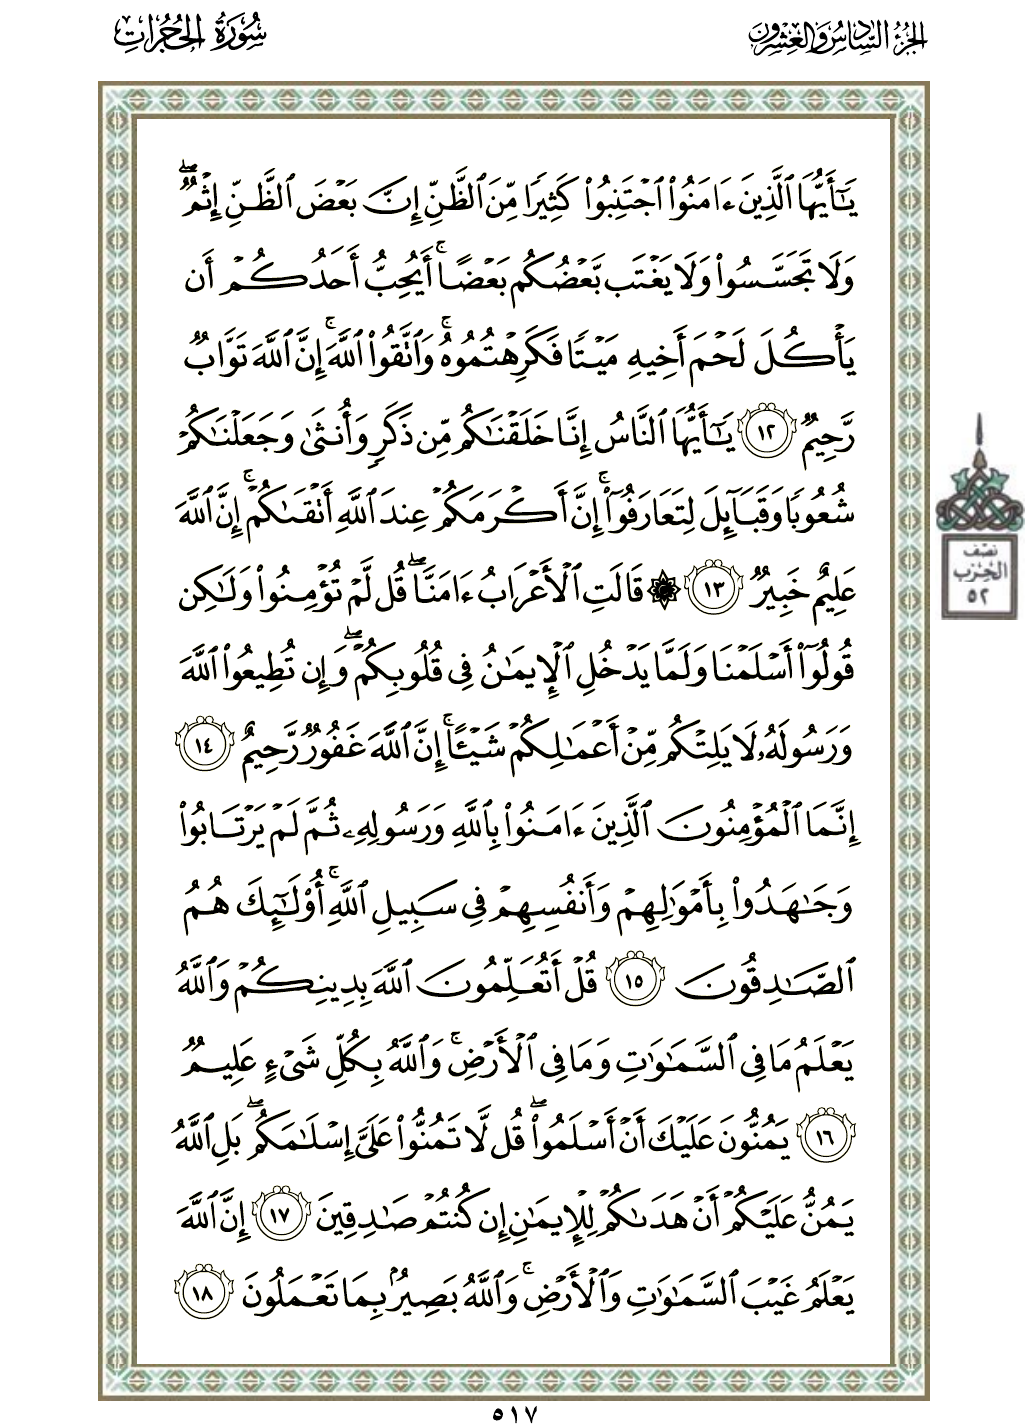 الجزء السادس والعشرون
سورة الحجرات
يَٰٓأَيُّهَا ٱلَّذِينَ ءَامَنُوا۟ ٱجْتَنِبُوا۟ كَثِيرًا مِّنَ ٱلظَّنِّ إِنَّ بَعْضَ ٱلظَّنِّ إِثْمٌ ۖ
وَلَا تَجَسَّسُوا۟ وَلَا يَغْتَب بَّعْضُكُم بَعْضًا ۚ أَيُحِبُّ أَحَدُكُمْ أَن
يَأْكُلَ لَحْمَ أَخِيهِ مَيْتًا فَكَرِهْتُمُوهُ ۚ وَٱتَّقُوا۟ ٱللَّهَ ۚ إِنَّ ٱللَّهَ تَوَّابٌ
رَّحِيمٌ ١٢ يَٰٓأَيُّهَا ٱلنَّاسُ إِنَّا خَلَقْنَٰكُم مِّن ذَكَرٍ وَأُنثَىٰ وَجَعَلْنَٰكُمْ
شُعُوبًا وَقَبَآئِلَ لِتَعَارَفُوٓا۟ ۚ إِنَّ أَكْرَمَكُمْ عِندَ ٱللَّهِ أَتْقَىٰكُمْ ۚ إِنَّ ٱللَّهَ
عَلِيمٌ خَبِيرٌ ١٣ ۞ قَالَتِ ٱلْأَعْرَابُ ءَامَنَّا ۖ قُل لَّمْ تُؤْمِنُوا۟ وَلَٰكِن
قُولُوٓا۟ أَسْلَمْنَا وَلَمَّا يَدْخُلِ ٱلْإِيمَٰنُ فِى قُلُوبِكُمْ ۖ وَإِن تُطِيعُوا۟ ٱللَّهَ
وَرَسُولَهُۥ لَا يَلِتْكُم مِّنْ أَعْمَٰلِكُمْ شَيْـًٔا ۚ إِنَّ ٱللَّهَ غَفُورٌ رَّحِيمٌ ١٤
إِنَّمَا ٱلْمُؤْمِنُونَ ٱلَّذِينَ ءَامَنُوا۟ بِٱللَّهِ وَرَسُولِهِۦ ثُمَّ لَمْ يَرْتَابُوا۟
وَجَٰهَدُوا۟ بِأَمْوَٰلِهِمْ وَأَنفُسِهِمْ فِى سَبِيلِ ٱللَّهِ ۚ أُو۟لَٰٓئِكَ هُمُ
ٱلصَّٰدِقُونَ ١٥ قُلْ أَتُعَلِّمُونَ ٱللَّهَ بِدِينِكُمْ وَٱللَّهُ
يَعْلَمُ مَا فِى ٱلسَّمَٰوَٰتِ وَمَا فِى ٱلْأَرْضِ ۚ وَٱللَّهُ بِكُلِّ شَىْءٍ عَلِيمٌ
١٦ يَمُنُّونَ عَلَيْكَ أَنْ أَسْلَمُوا۟ ۖ قُل لَّا تَمُنُّوا۟ عَلَىَّ إِسْلَٰمَكُم ۖ بَلِ ٱللَّهُ
يَمُنُّ عَلَيْكُمْ أَنْ هَدَىٰكُمْ لِلْإِيمَٰنِ إِن كُنتُمْ صَٰدِقِينَ ١٧ إِنَّ ٱللَّهَ
يَعْلَمُ غَيْبَ ٱلسَّمَٰوَٰتِ وَٱلْأَرْضِ ۚ وَٱللَّهُ بَصِيرٌۢ بِمَا تَعْمَلُونَ ١٨
نصف
الحزب
٥٢
٥١٧